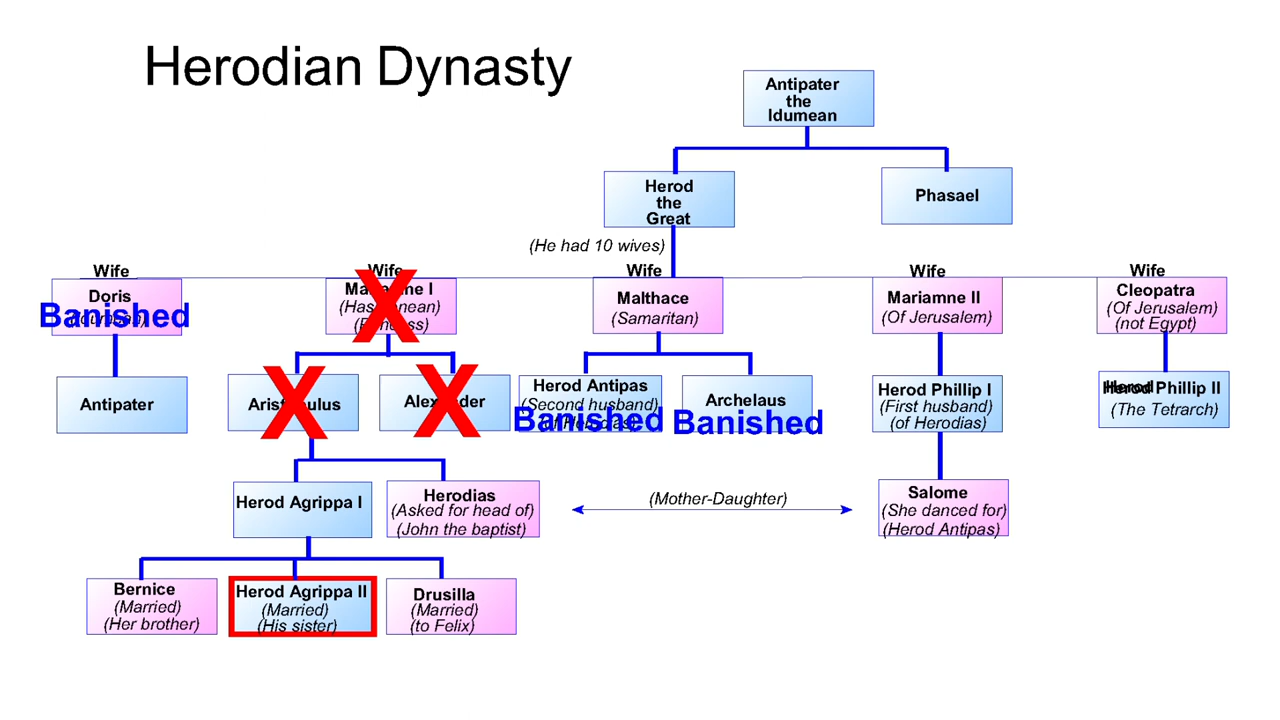 Herodian Dynasty
Antipater
the
Idumean
Herod
the
Great
Phasael
(He had 10 wives)
Wife
Wife
Wife
Wife
Wife
Doris
Banished
I
Malthace
(Samaritan)
Mariamne II
(Of Jerusalem)
Cleopatra
(Of Jerusalem)
(not Egypt)
Antipater
Herod Antipas
(Second husband)
Banished
Archelaus
Banished
Herod Phillip I
(First husband)
(of Herodias)
Herod Phillip II
(The Tetrarch)
Herod Agrippa I
Herodias
(Asked for head of)
(John the baptist)
(Mother-Daughter)
Salome
(She danced for)
(Herod Antipas)
Bernice
(Married)
(Her brother)
Herod Agrippa II
(Married)
(His sister)
Drusilla
(Married)
(to Felix)